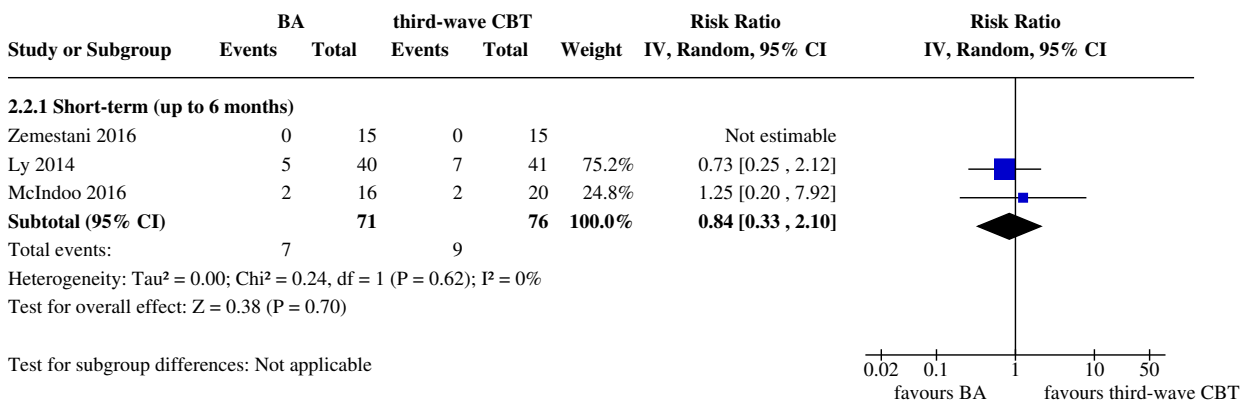 BA third-wave CBT Risk Ratio Risk Ratio
Study or Subgroup Events Total Events Total Weight IV, Random, 95% CI IV, Random, 95% CI
2.2.1 Short-term (up to 6 months)
Zemestani 2016 0 15 0 15 Not estimable
Ly 2014 5 40 7 41 75.2% 0.73 [0.25 , 2.12]
McIndoo 2016 2 16 2 20 24.8% 1.25 [0.20 , 7.92]
Subtotal (95% CI) 71 76 100.0% 0.84 [0.33 , 2.10]
Total events: 7 9
Heterogeneity: Tau² = 0.00; Chi² = 0.24, df = 1 (P = 0.62); I² = 0%
Test for overall effect: Z = 0.38 (P = 0.70)
Test for subgroup differences: Not applicable
0.02 0.1 1 10 50
favours BA favours third-wave CBT